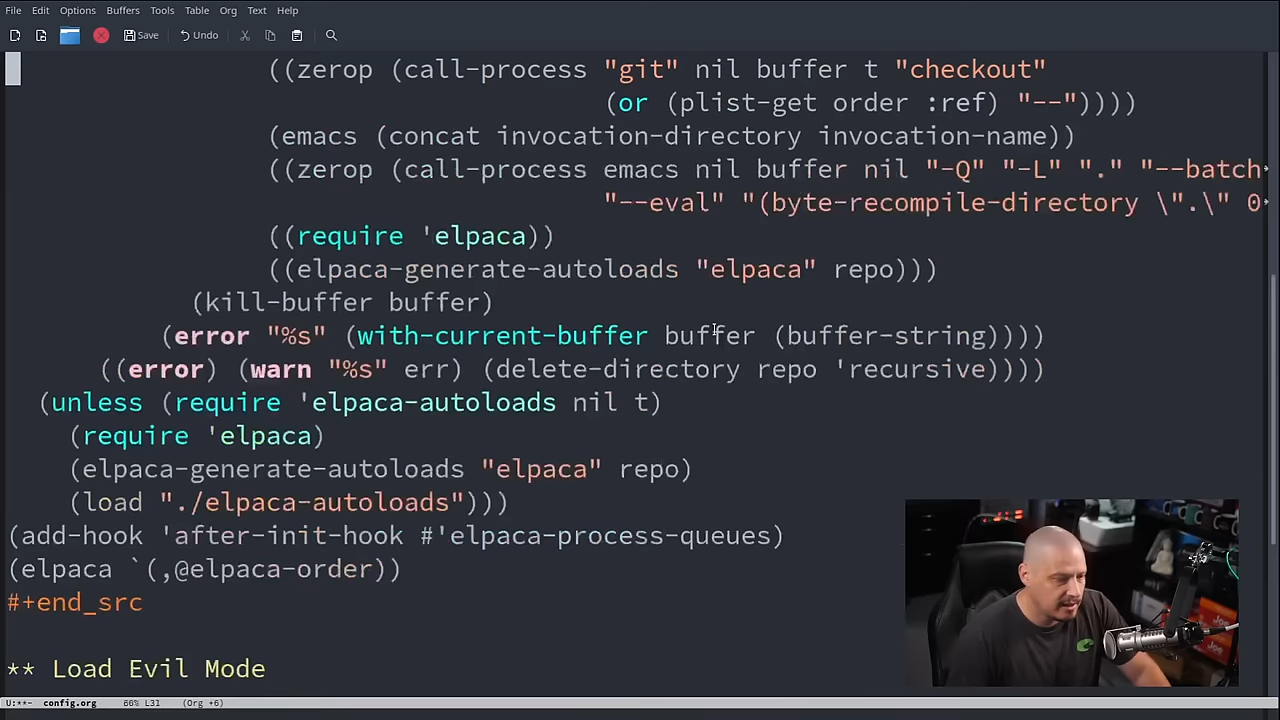 File Edit Options Buffers Tools Table Org Text Help
Save Undo
((zerop (call-process "git" nil buffer t "checkout"
(or (plist-get order :ref) "--"))))
(emacs (concat invocation-directory invocation-name))
((zerop (call-process emacs nil buffer nil "-Q" "-L" "." "--batch
"--eval" "(byte-recompile-directory \".\" 0
((require 'elpaca))
((elpaca-generate-autoloads "elpaca" repo)))
(kill-buffer buffer)
(error "%s" (with-current-buffer buffer (buffer-string))))
((error) (warn "%s" err) (delete-directory repo 'recursive))))
(unless (require 'elpaca-autoloads nil t)
(require 'elpaca)
(elpaca-generate-autoloads "elpaca" repo)
(load "./elpaca-autoloads")))
(add-hook 'after-init-hook #'elpaca-process-queues)
(elpaca `(,@elpaca-order))
#+end_src
** Load Evil Mode
U:**- config.org 66% L31 (Org +6)